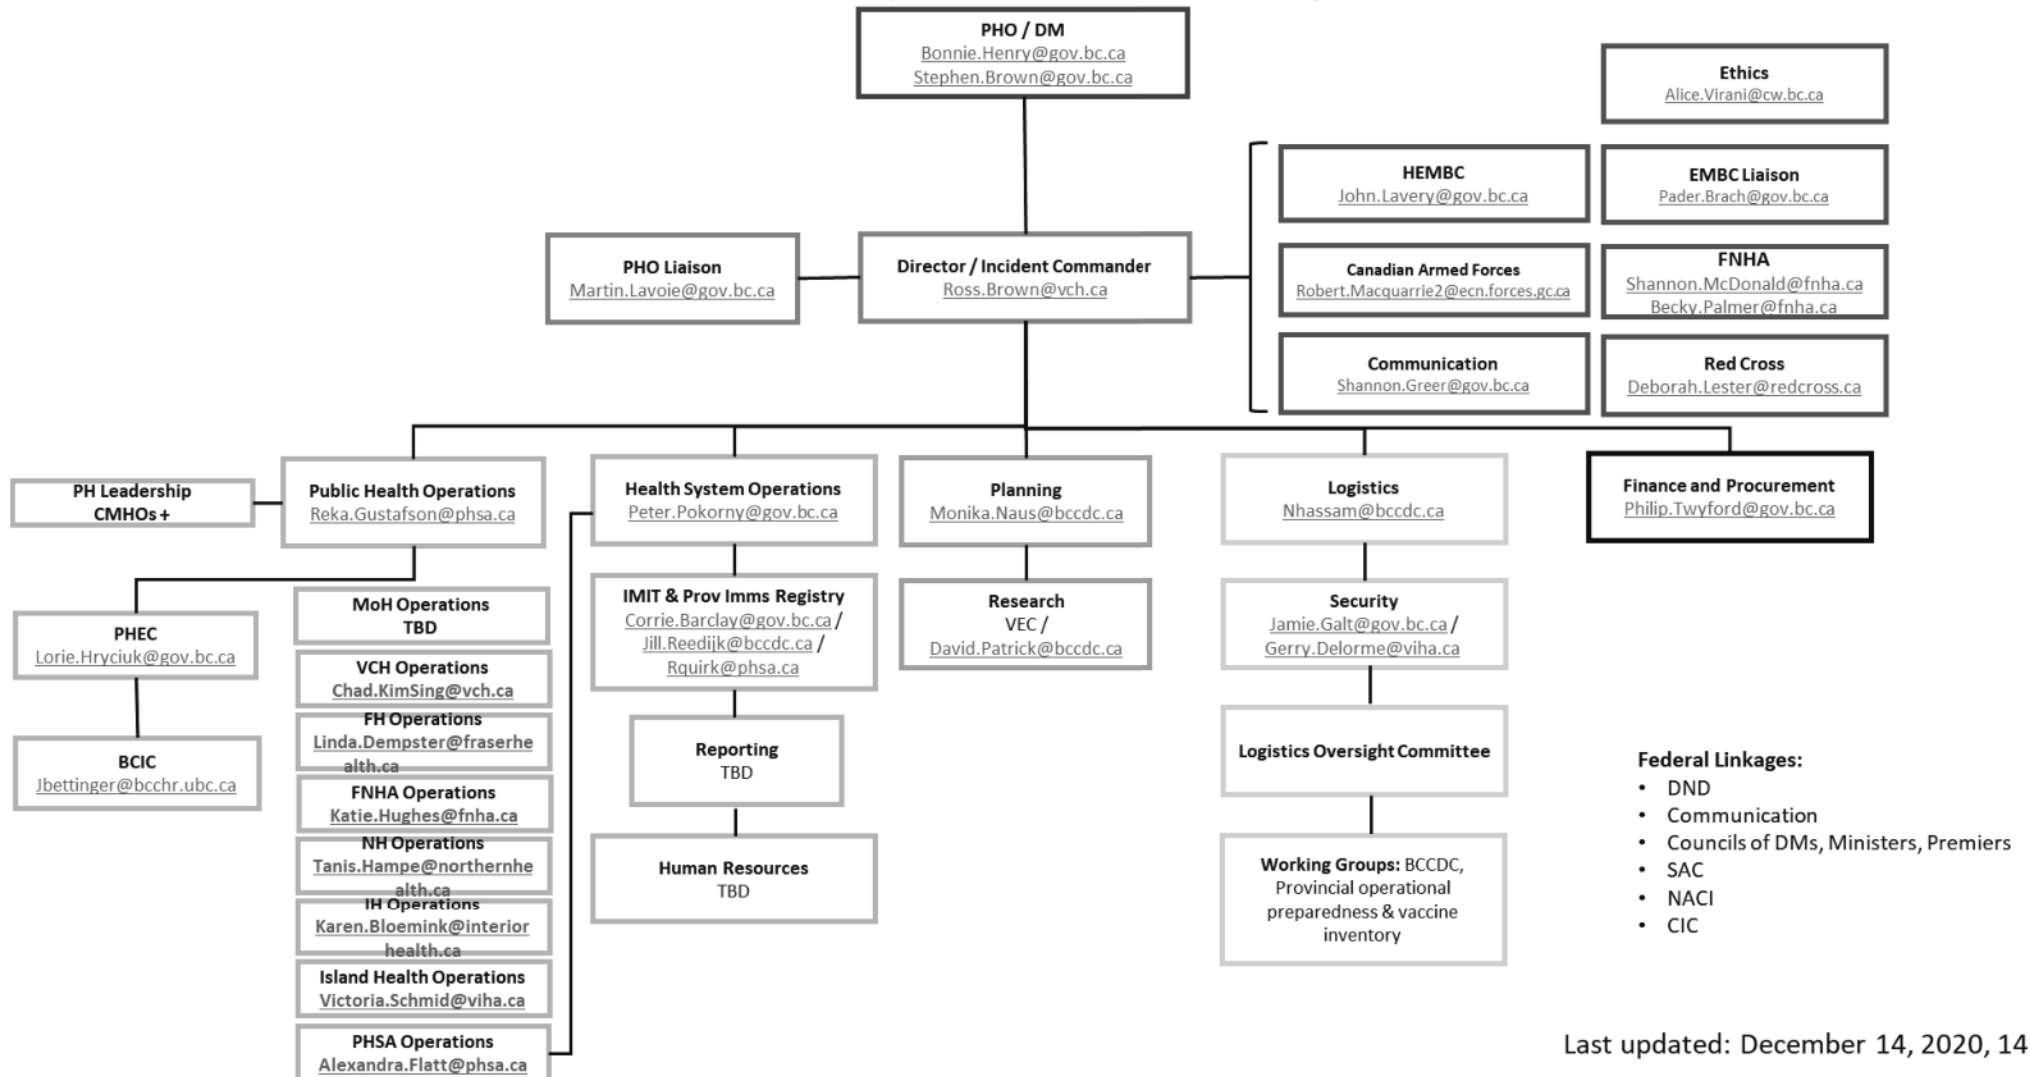 PHO / DM
Bonnie.Henry@gov.bc.ca
Stephen.Brown@gov.bc.ca
Ethics
Alice.Virani@cw.bc.ca
HEMBC
John.Lavery@gov.bc.ca
EMBC Liaison
Pader.Brach@gov.bc.ca
PHO Liaison
Martin.Lavoie@gov.bc.ca
Director / Incident Commander
Ross.Brown@vch.ca
Canadian Armed Forces
Robert.Macquarrie2@ecn.forces.gc.ca
FNHA
Shannon.McDonald@fnha.ca
Becky.Palmer@fnha.ca
Communication
Shannon.Greer@gov.bc.ca
Red Cross
Deborah.Lester@redcross.ca
PH Leadership
CMHOs +
Public Health Operations
Reka.Gustafson@phsa.ca
Health System Operations
Peter.Pokorny@gov.bc.ca
Planning
Monika.Naus@bccdc.ca
Logistics
Nhassam@bccdc.ca
Finance and Procurement
Philip.Twyford@gov.bc.ca
PHEC
Lorie.Hryciuk@gov.bc.ca
BCIC
Jbettinger@bcchr.ubc.ca
MoH Operations
TBD
VCH Operations
Chad.KimSing@vch.ca
FH Operations
Linda.Dempster@fraserhe
alth.ca
FNHA Operations
Katie.Hughes@fnha.ca
NH Operations
Tanis.Hampe@northernhe
alth.ca
IH Operations
Karen.Bloemink@interior
health.ca
Island Health Operations
Victoria.Schmid@viha.ca
PHSA Operations
Alexandra.Flatt@phsa.ca
IMIT & Prov Imms Registry
Corrie.Barclay@gov.bc.ca /
Jill.Reedijk@bccdc.ca /
Rquirk@phsa.ca
Reporting
TBD
Human Resources
TBD
Research
VEC /
David.Patrick@bccdc.ca
Security
Jamie.Galt@gov.bc.ca /
Gerry.Delorme@viha.ca
Logistics Oversight Committee
Working Groups: BCCDC,
Provincial operational
preparedness & vaccine
inventory
Federal Linkages:
• DND
• Communication
• Councils of DMs, Ministers, Premiers
• SAC
• NACI
• CIC
Last updated: December 14, 2020, 14